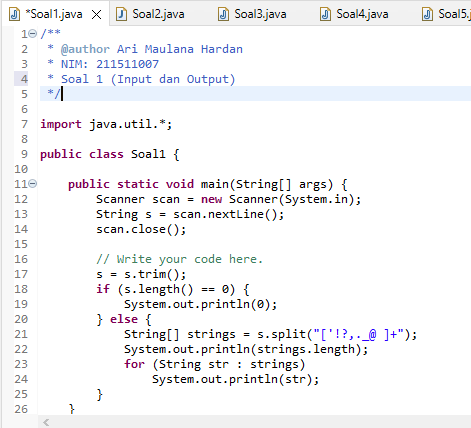 *Soal1.java Soal2.java Soal3.java Soal4.java Soal5.j
1 /**
2  * @author Ari Maulana Hardan
3  * NIM: 211511007
4  * Soal 1 (Input dan Output)
5  */
6
7 import java.util.*;
8
9 public class Soal1 {
10
11     public static void main(String[] args) {
12         Scanner scan = new Scanner(System.in);
13         String s = scan.nextLine();
14         scan.close();
15
16         // Write your code here.
17         s = s.trim();
18         if (s.length() == 0) {
19             System.out.println(0);
20         } else {
21             String[] strings = s.split("['!?,._@ ]+");
22             System.out.println(strings.length);
23             for (String str : strings)
24             System.out.println(str);
25         }
26     }